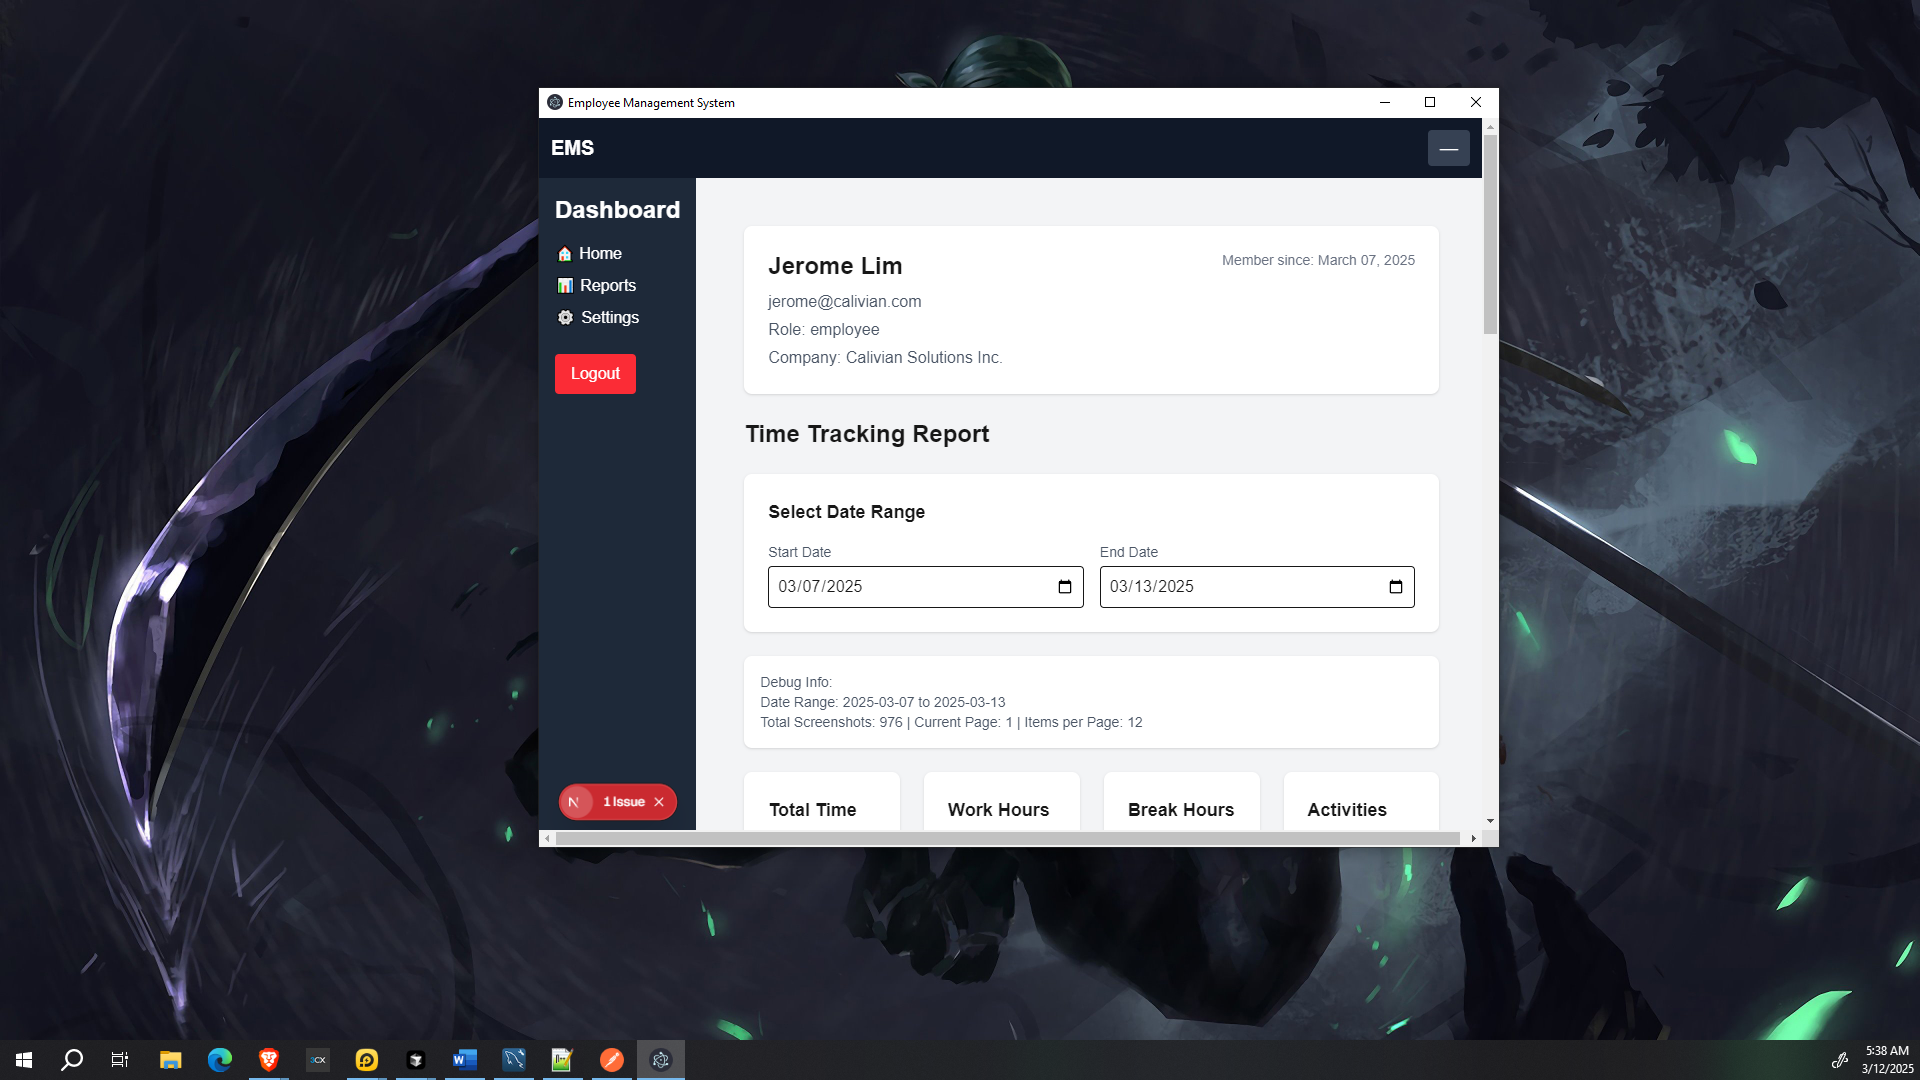 Employee Management System
EMS
Dashboard
Home
Reports
Settings
Logout
N
1 Issue
Jerome Lim
Member since: March 07, 2025
jerome@calivian.com
Role: employee
Company: Calivian Solutions Inc.
Time Tracking Report
Select Date Range
Start Date
End Date
03/07/2025
03/13/2025
Debug Info:
Date Range: 2025-03-07 to 2025-03-13
Total Screenshots: 976 | Current Page: 1 | Items per Page: 12
Total Time
Work Hours
Break Hours
Activities
3CX
W
5:38 AM
3/12/2025